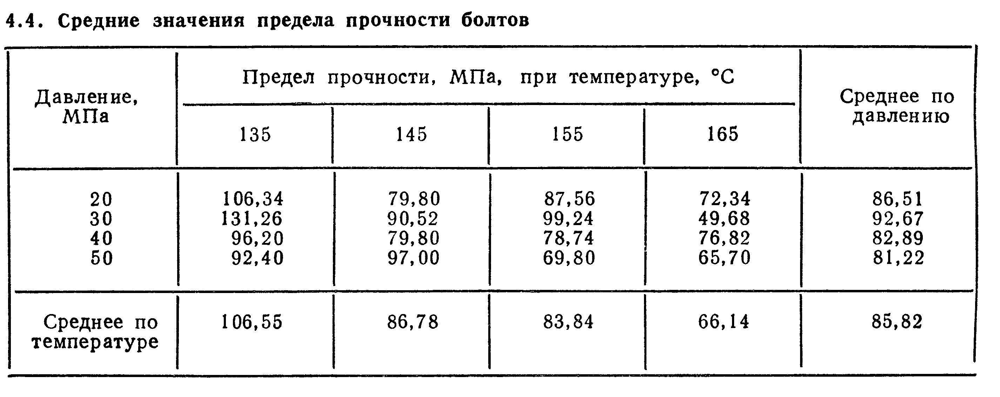 4.4. Средние значения предела прочности болтов
Давление,
МПа
Предел прочности, МПа, при температуре, °С
135 145 155 165
Среднее по
давлению
20 106,34 79,80 87,56 72,34 86,51
30 131,26 90,52 99,24 49,68 92,67
40 96,20 79,80 78,74 76,82 82,89
50 92,40 97,00 69,80 65,70 81,22
Среднее по
температуре
106,55 86,78 83,84 66,14 85,82